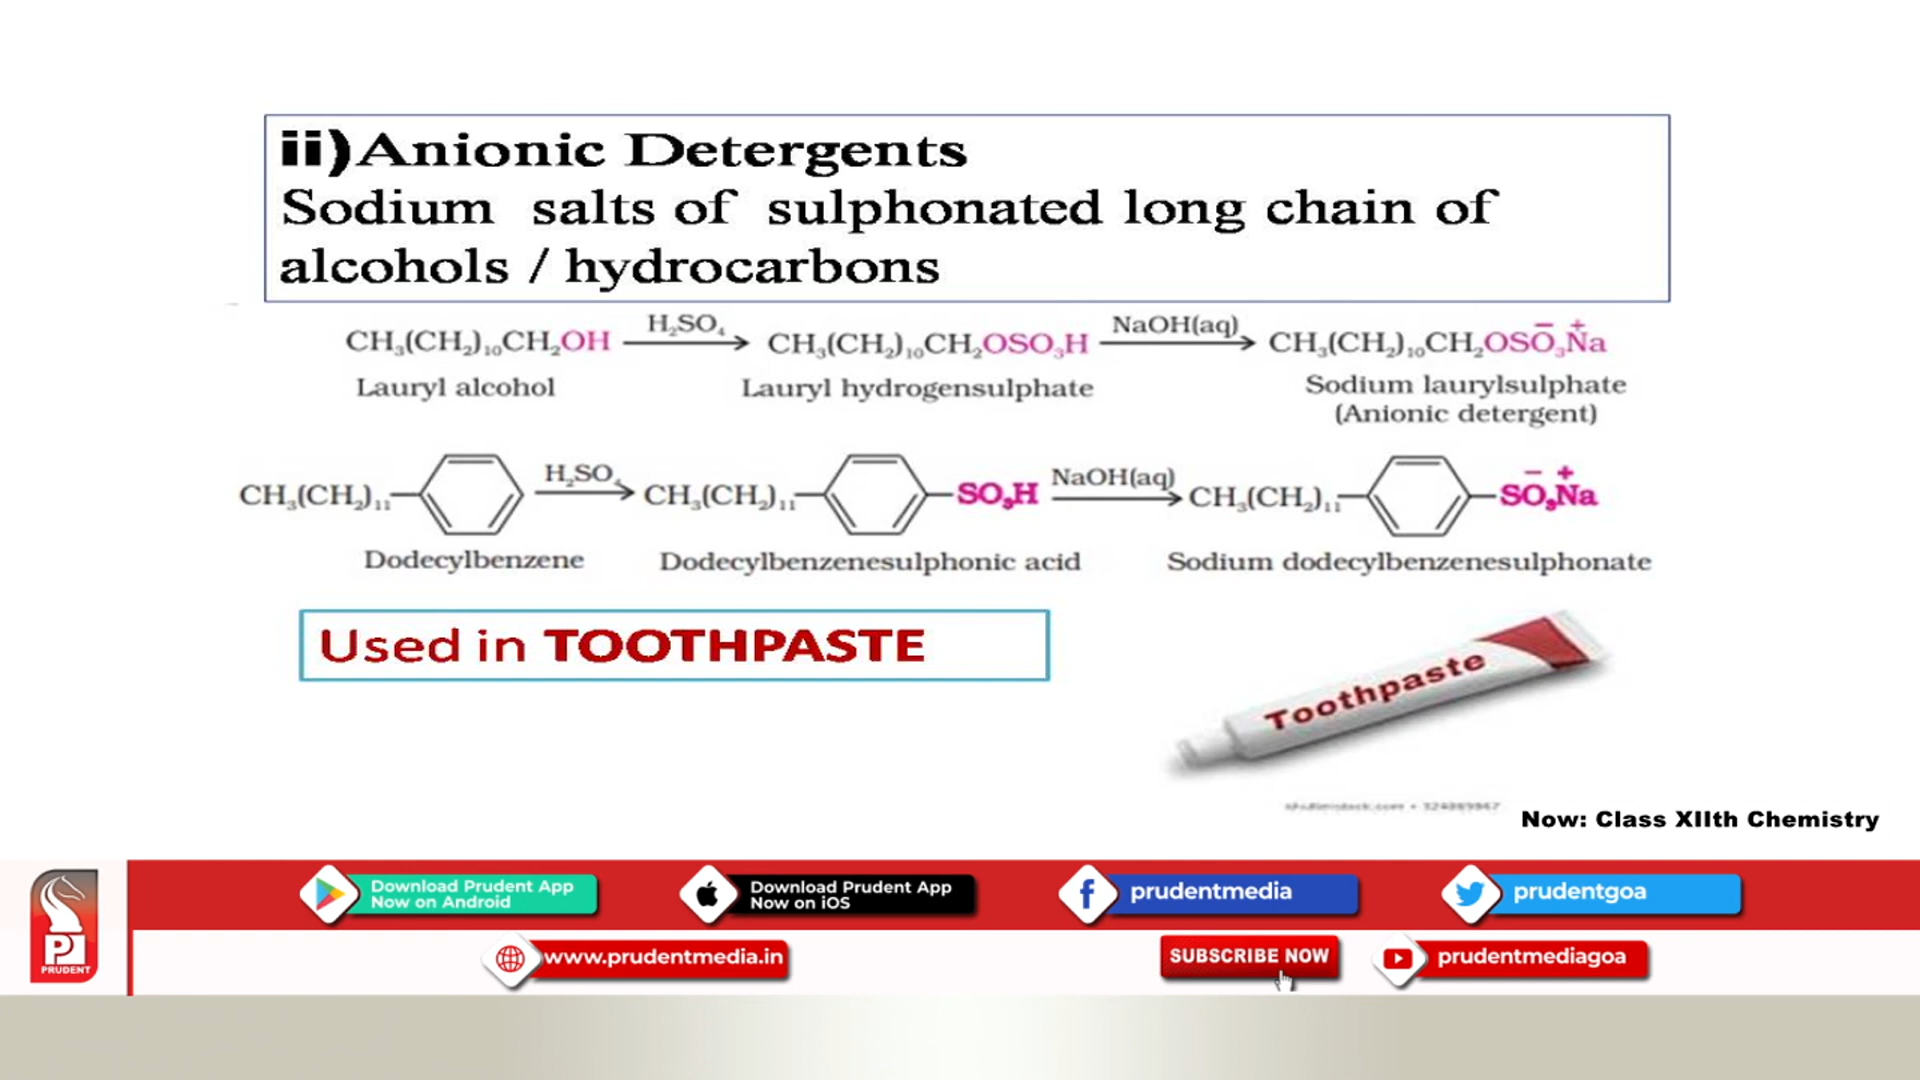 ii)Anionic Detergents
Sodium salts of sulphonated long chain of
alcohols / hydrocarbons
CH₃(CH₂)₁₀CH₂OH H₂SO₄ CH₃(CH₂)₁₀CH₂OSO₃H NaOH(aq) CH₃(CH₂)₁₀CH₂OSO₃⁻Na⁺
Lauryl alcohol Lauryl hydrogensulphate Sodium laurylsulphate
(Anionic detergent)
CH₃(CH₂)₁₁ H₂SO₄ CH₃(CH₂)₁₁ SO₃H NaOH(aq) CH₃(CH₂)₁₁ SO₃⁻Na⁺
Dodecylbenzene Dodecylbenzenesulphonic acid Sodium dodecylbenzenesulphonate
Used in TOOTHPASTE
Toothpaste
Now: Class XIIth Chemistry
Download Prudent App
Now on Android
Download Prudent App
Now on iOS
prudentmedia
prudentgoa
PRUDENT
www.prudentmedia.in
SUBSCRIBE NOW
prudentmediagoa